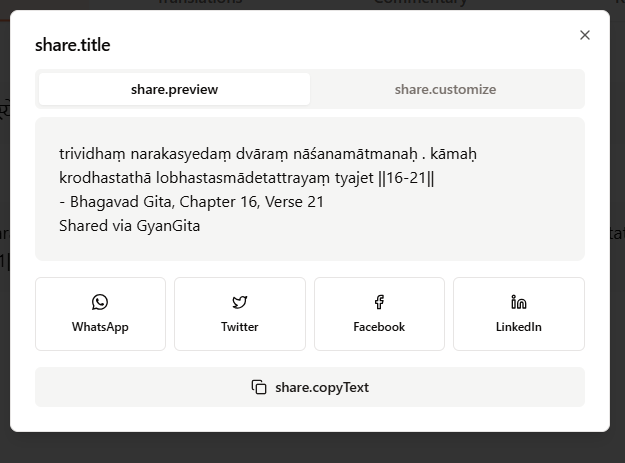 Translations
Commentary
share.title
share.preview
share.customize
trividhaṃ narakasyedaṃ dvāraṃ nāśanamātmanaḥ . kāmaḥ
krodhastathā lobhastasmādetattrayaṃ tyajet ||16-21||
- Bhagavad Gita, Chapter 16, Verse 21
Shared via GyanGita
WhatsApp
Twitter
Facebook
LinkedIn
share.copyText